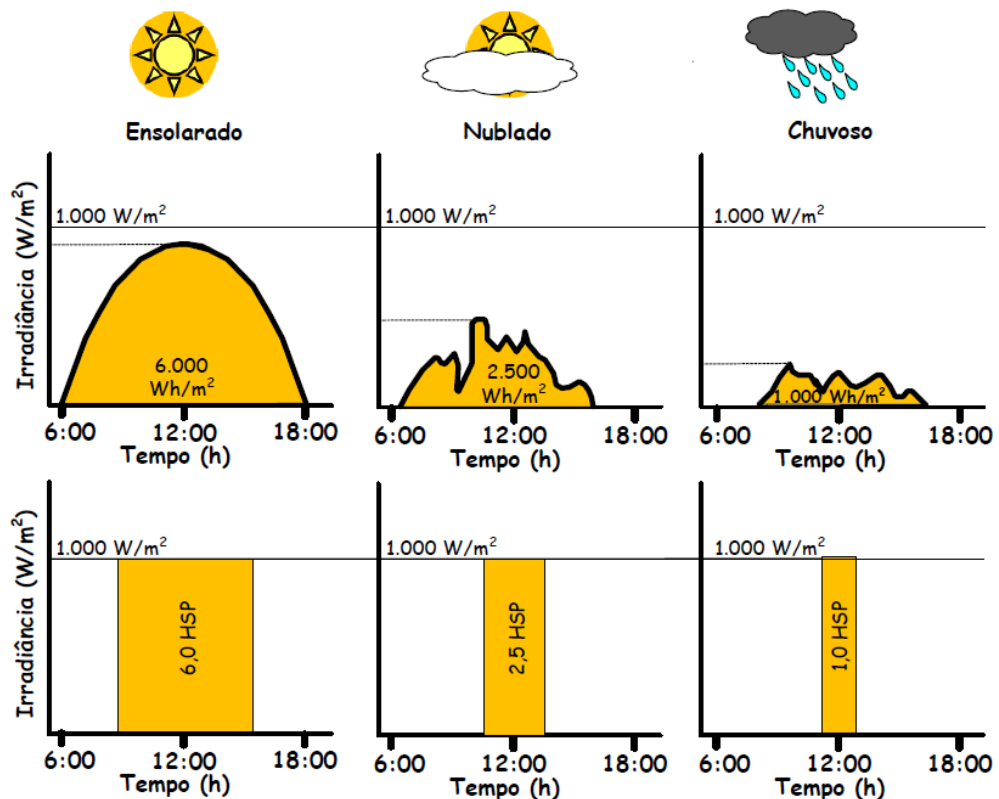 Ensolarado
Nublado
Chuvoso
Irradiância (W/m²)
1.000 W/m²
1.000 W/m²
1.000 W/m²
6.000
Wh/m²
2.500
Wh/m²
1.000 Wh/m²
6:00 12:00 18:00
6:00 12:00 18:00
6:00 12:00 18:00
Tempo (h)
Tempo (h)
Tempo (h)
Irradiância (W/m²)
1.000 W/m²
1.000 W/m²
1.000 W/m²
6,0 HSP
2,5 HSP
1,0 HSP
6:00 12:00 18:00
6:00 12:00 18:00
6:00 12:00 18:00
Tempo (h)
Tempo (h)
Tempo (h)